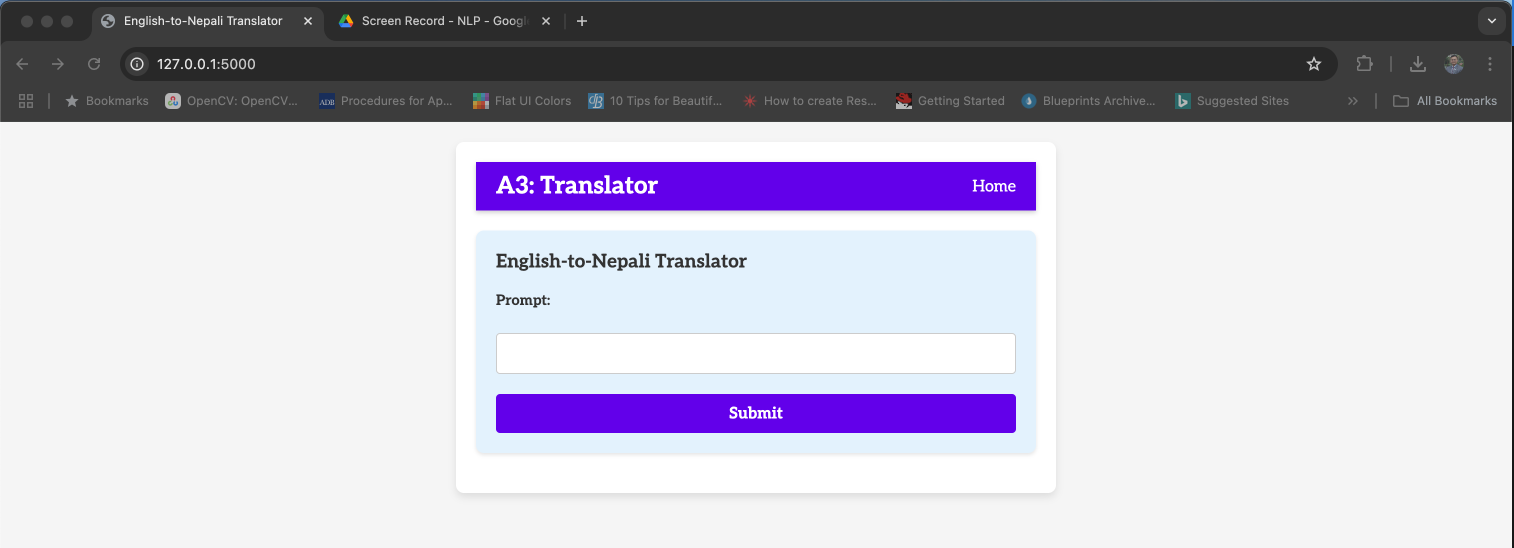 English-to-Nepali Translator
Screen Record - NLP - Googl
127.0.0.1:5000
Bookmarks
OpenCV: OpenCV...
ADB
Procedures for Ap...
Flat UI Colors
10 Tips for Beautif...
How to create Res...
Getting Started
Blueprints Archive...
Suggested Sites
All Bookmarks
A3: Translator
Home
English-to-Nepali Translator
Prompt:
Submit